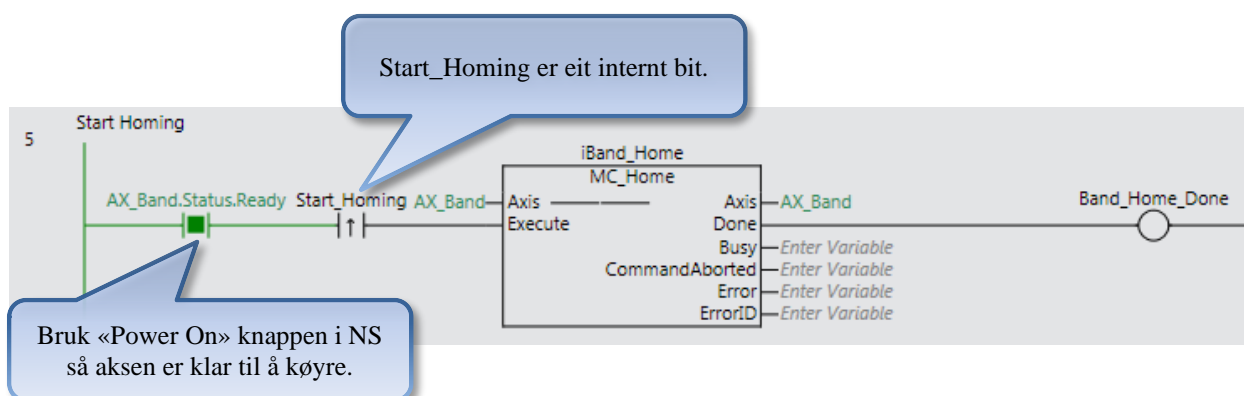 Start_Homing er eit internt bit.
5
Start Homing
iBand_Home
MC_Home
AX_Band.Status.Ready Start_Homing AX_Band Axis Axis AX_Band Band_Home_Done
↑
Execute Done
Busy Enter Variable
CommandAborted Enter Variable
Error Enter Variable
ErrorID Enter Variable
Bruk «Power On» knappen i NS
så aksen er klar til å køyre.